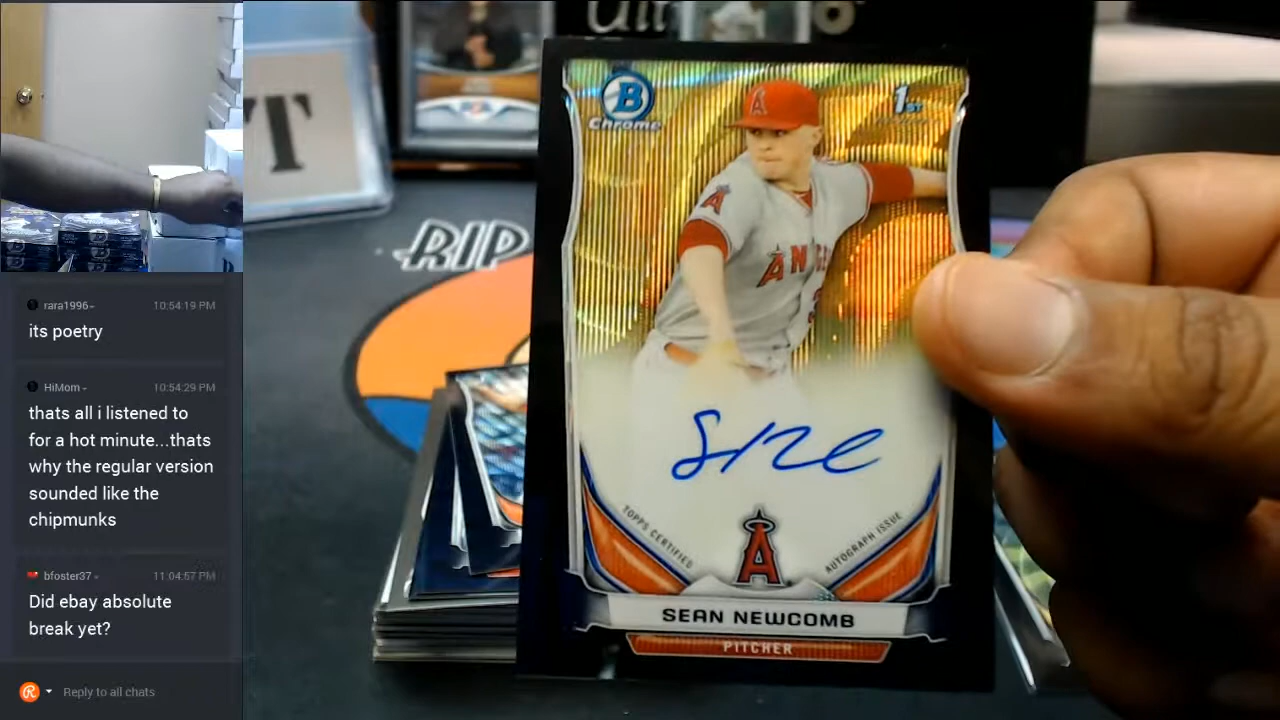 rara1996 10:54:19 PM
its poetry
HiMom 10:54:29 PM
thats all i listened to
for a hot minute...thats
why the regular version
sounded like the
chipmunks
bfoster37 11:04:57 PM
Did ebay absolute
break yet?
Reply to all chats
T
RIP
B
Chrome
1ST
A
A
ANGE
TOPPS CERTIFIED
AUTOGRAPH ISSUE
A
SEAN NEWCOMB
PITCHER